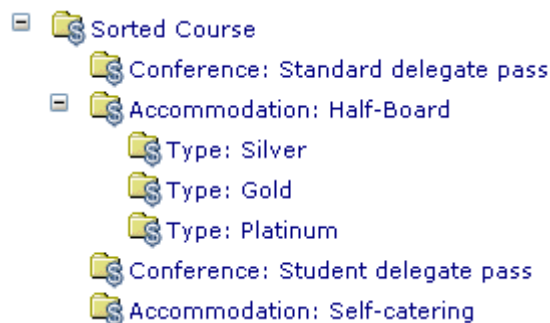 Sorted Course
Conference: Standard delegate pass
Accommodation: Half-Board
Type: Silver
Type: Gold
Type: Platinum
Conference: Student delegate pass
Accommodation: Self-catering